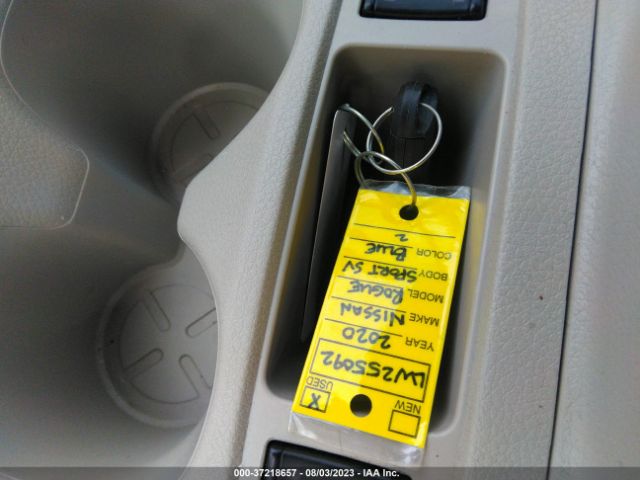 NEW USED X
LW255092
YEAR 2020
MAKE NISSAN
MODEL ROGUE
BODY SPORT SV
COLOR BLUE
2
000-37218657 - 08/03/2023 - IAA Inc.